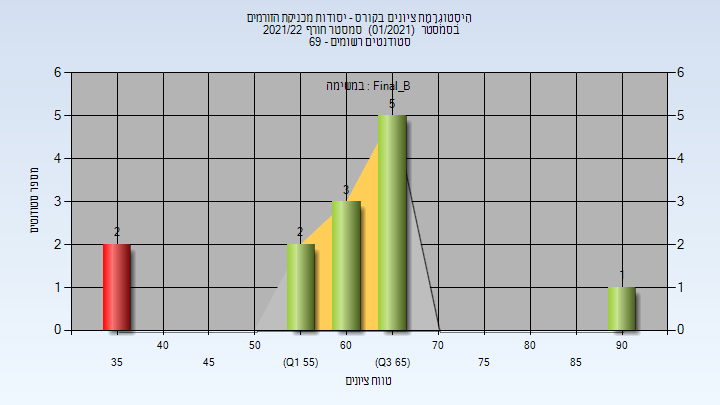 היסטוגרמת ציונים בקורס - יסודות מכניקת הזורמים
בסמסטר (01/2021) סמסטר חורף 2021/22
סטודנטים רשומים - 69
במשימה : Final_B
מספר סטודנטים
6 6
5 5
4 4
3 3
2 2
1 1
0 0
2 2 3 5 1
40 50 60 70 80 90
35 45 (Q1 55) (Q3 65) 75 85
טווח ציונים